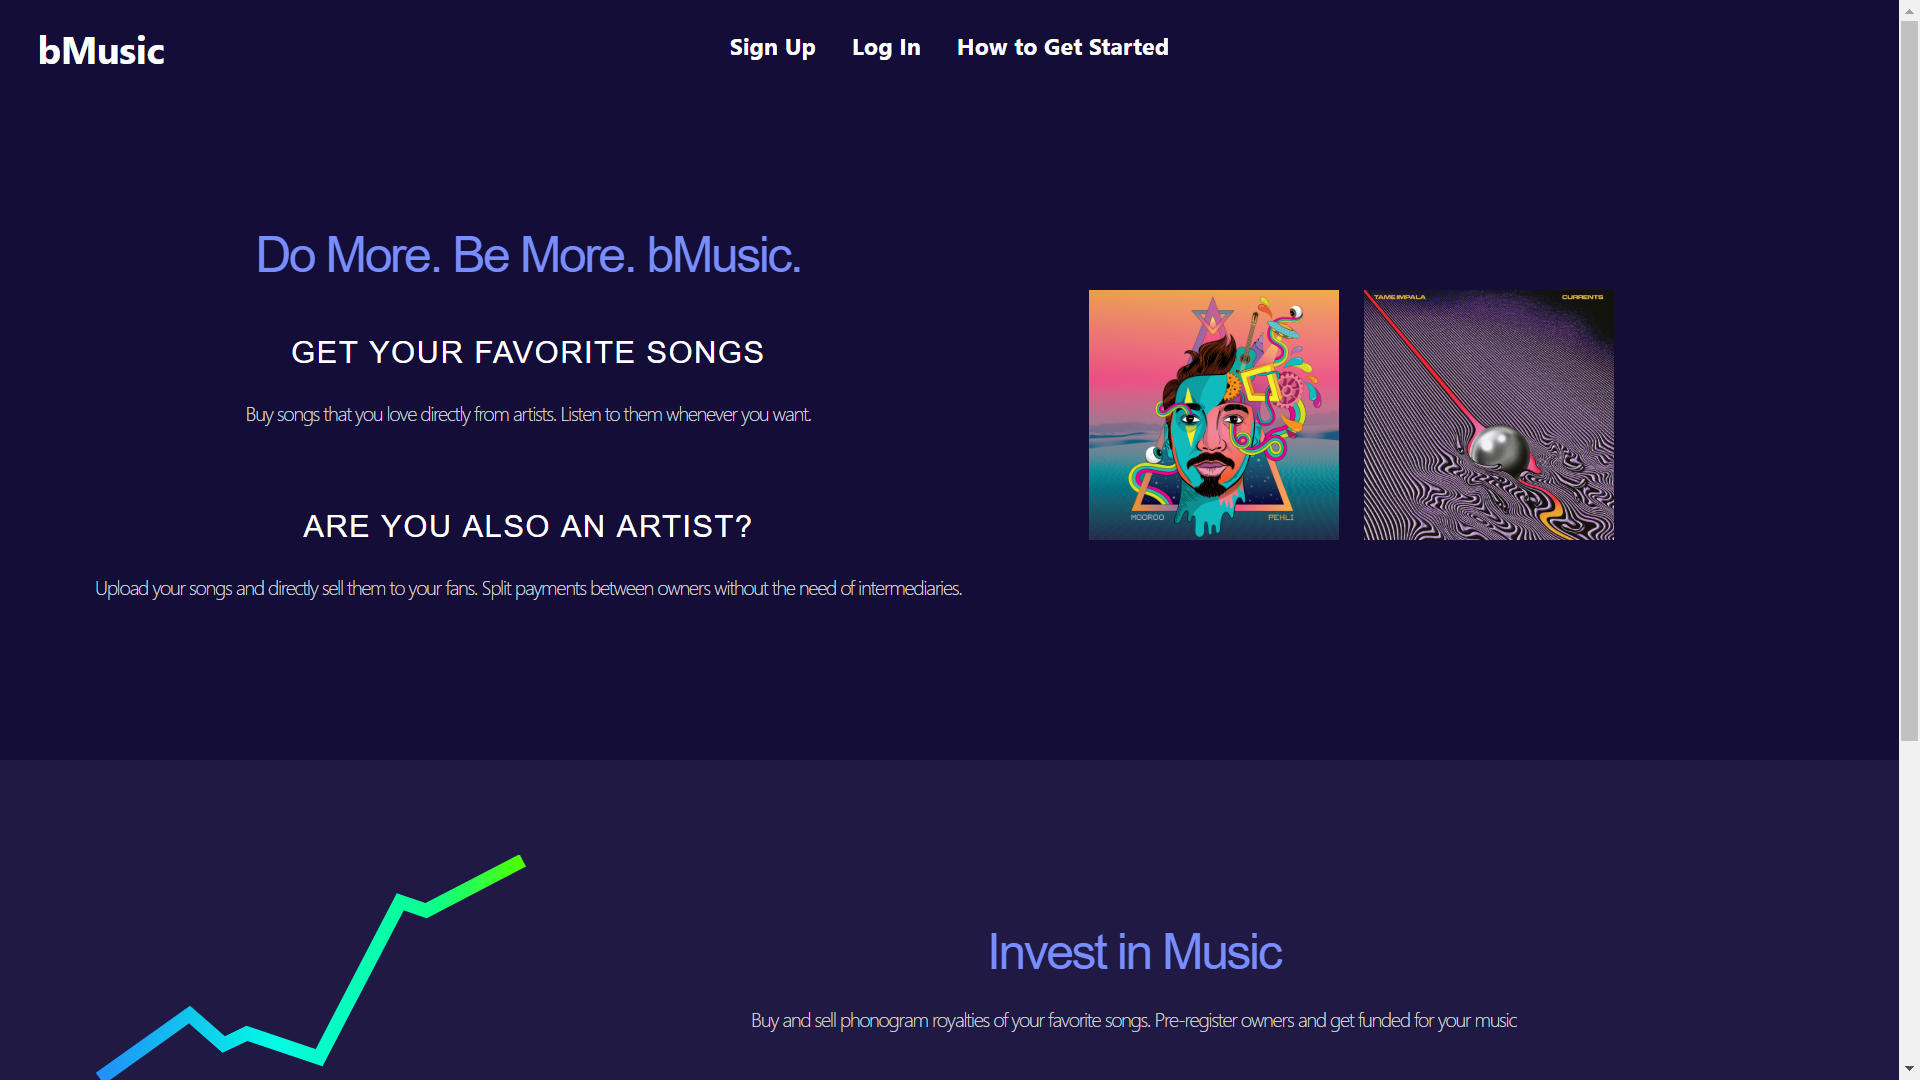 bMusic
Sign Up
Log In
How to Get Started
Do More. Be More. bMusic.
GET YOUR FAVORITE SONGS
Buy songs that you love directly from artists. Listen to them whenever you want.
ARE YOU ALSO AN ARTIST?
Upload your songs and directly sell them to your fans. Split payments between owners without the need of intermediaries.
MOOROO
PEHLI
TAME IMPALA
CURRENTS
Invest in Music
Buy and sell phonogram royalties of your favorite songs. Pre-register owners and get funded for your music